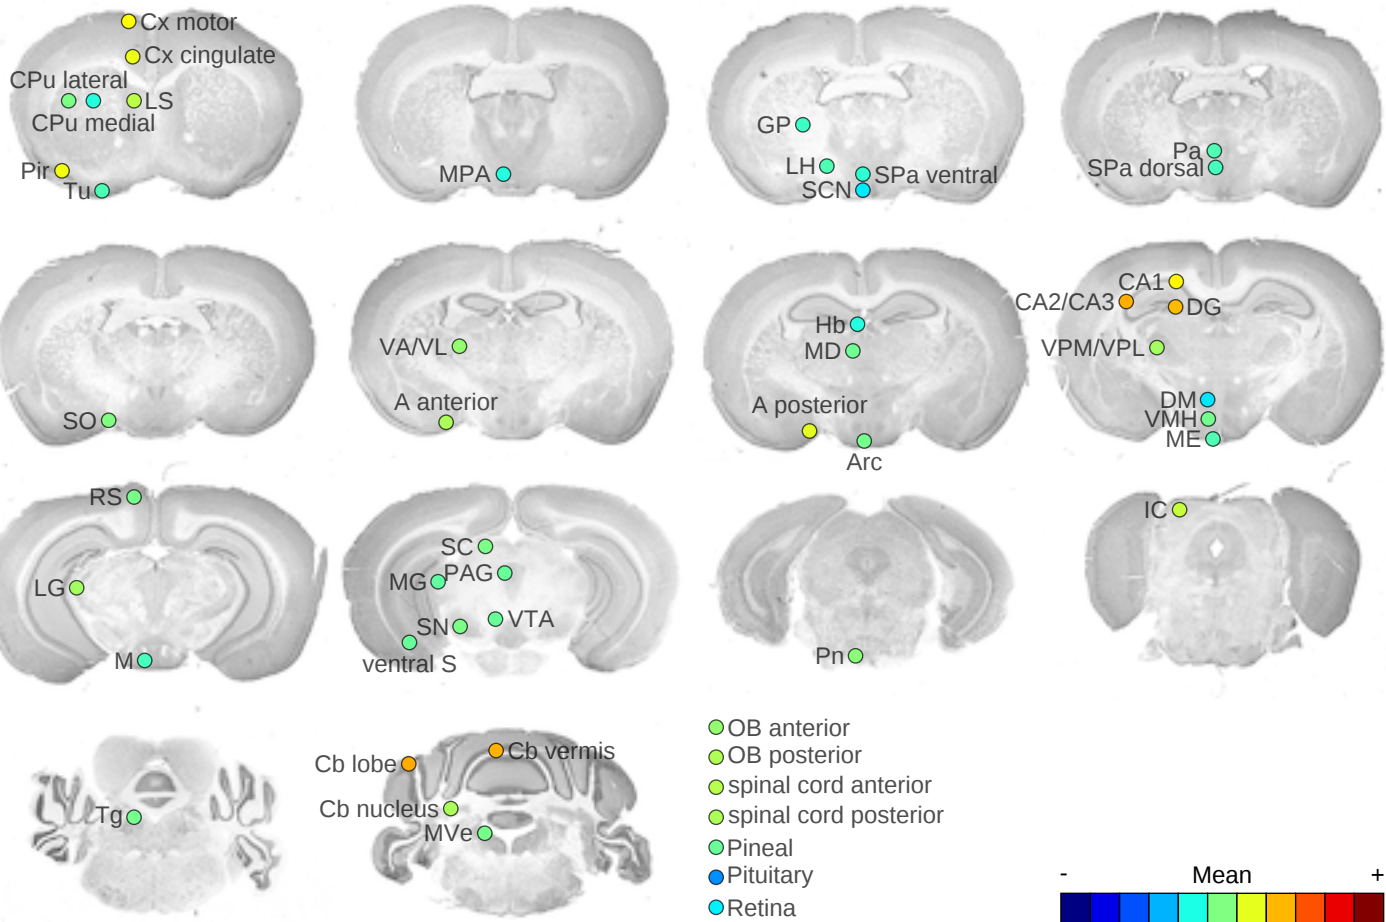 Cx motor
Cx cingulate
CPu lateral
LS
CPu medial
Pir
Tu
MPA
GP
LH
SPa ventral
SCN
Pa
SPa dorsal
SO
VA/VL
A anterior
Hb
MD
A posterior
Arc
CA1
CA2/CA3
DG
VPM/VPL
DM
VMH
ME
RS
LG
M
SC
MG
PAG
SN
VTA
ventral S
Pn
IC
Tg
Cb lobe
Cb vermis
Cb nucleus
MVe
OB anterior
OB posterior
spinal cord anterior
spinal cord posterior
Pineal
Pituitary
Retina
- Mean +